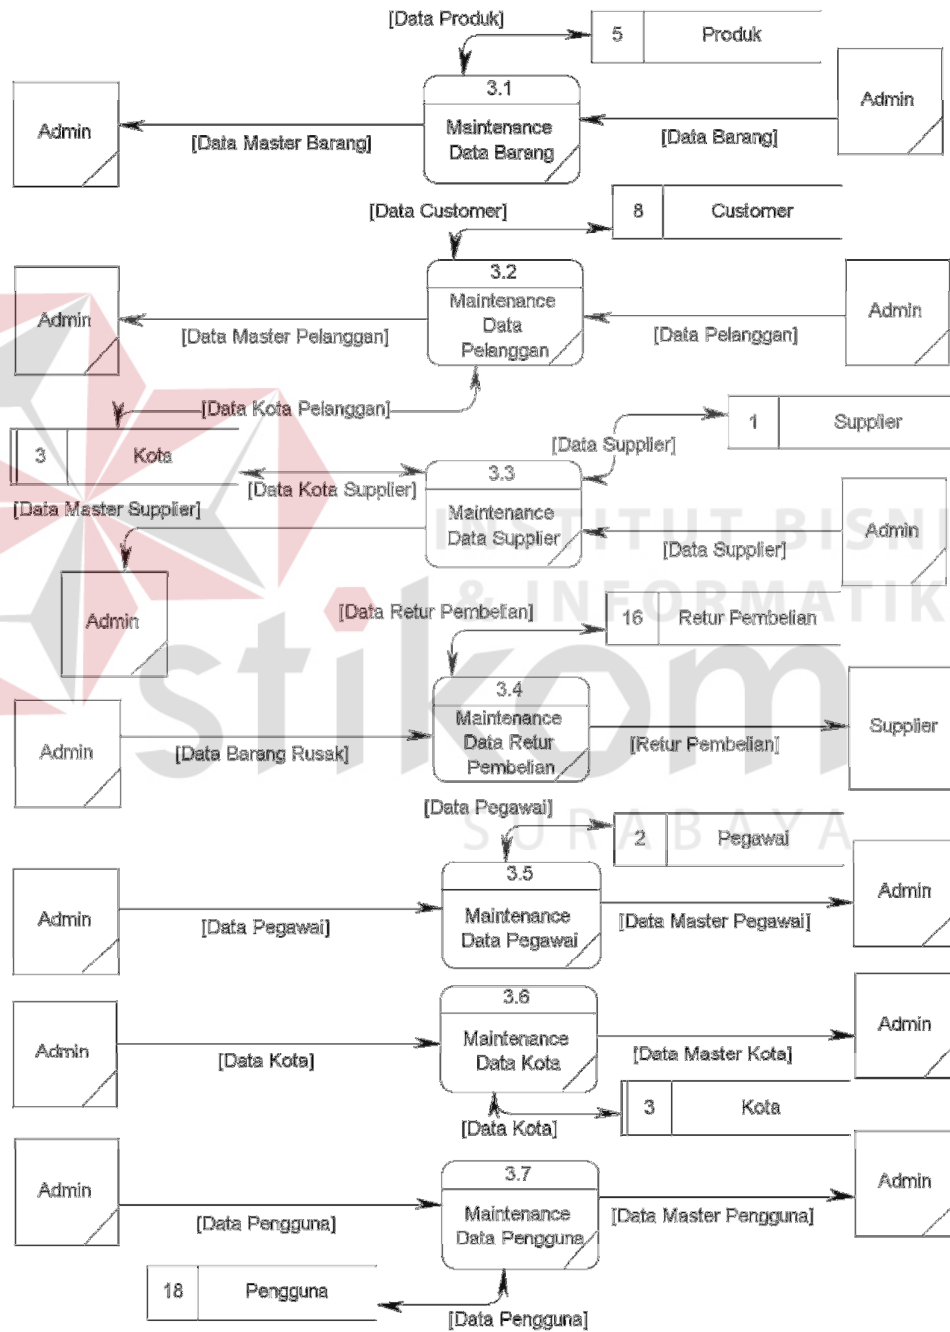 [Data Produk]
5 Produk
3.1
Admin
Admin
Maintenance
Data Barang
[Data Master Barang]
[Data Barang]
[Data Customer]
8 Customer
3.2
Maintenance
Data
Pelanggan
Admin
Admin
[Data Master Pelanggan]
[Data Pelanggan]
[Data Kota Pelanggan]
1 Supplier
[Data Supplier]
3 Kota
3.3
[Data Kota Supplier]
[Data Master Supplier]
Maintenance
Data Supplier
Admin
[Data Supplier]
INSTITUT BISNI
& INFORMATIK
stikom
SURABAYA
Admin
[Data Retur Pembelian]
16 Retur Pembelian
3.4
Maintenance
Data Retur
Pembelian
Admin
Supplier
[Data Barang Rusak]
[Retur Pembelian]
[Data Pegawai]
2 Pegawai
3.5
Maintenance
Data Pegawai
Admin
Admin
[Data Pegawai]
[Data Master Pegawai]
3.6
Maintenance
Data Kota
Admin
Admin
[Data Kota]
[Data Master Kota]
3 Kota
[Data Kota]
3.7
Maintenance
Data Pengguna
Admin
Admin
[Data Pengguna]
[Data Master Pengguna]
18 Pengguna
[Data Pengguna]